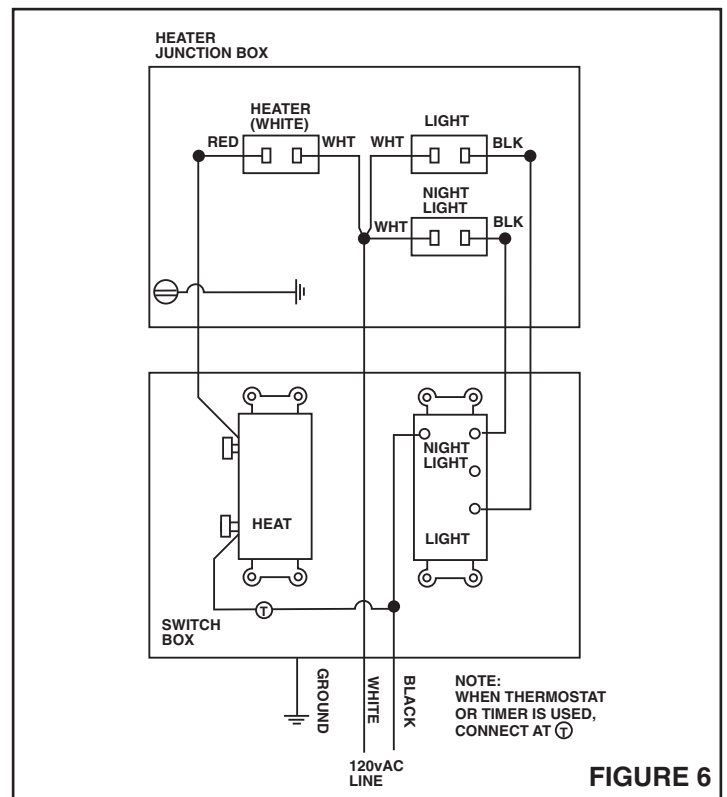 HEATER
JUNCTION BOX
HEATER
(WHITE)
LIGHT
RED
WHT
WHT
BLK
NIGHT
LIGHT
WHT
BLK
NIGHT
LIGHT
HEAT
LIGHT
T
SWITCH
BOX
GROUND
WHITE
BLACK
NOTE:
WHEN THERMOSTAT
OR TIMER IS USED,
CONNECT AT T
120vAC
LINE
FIGURE 6